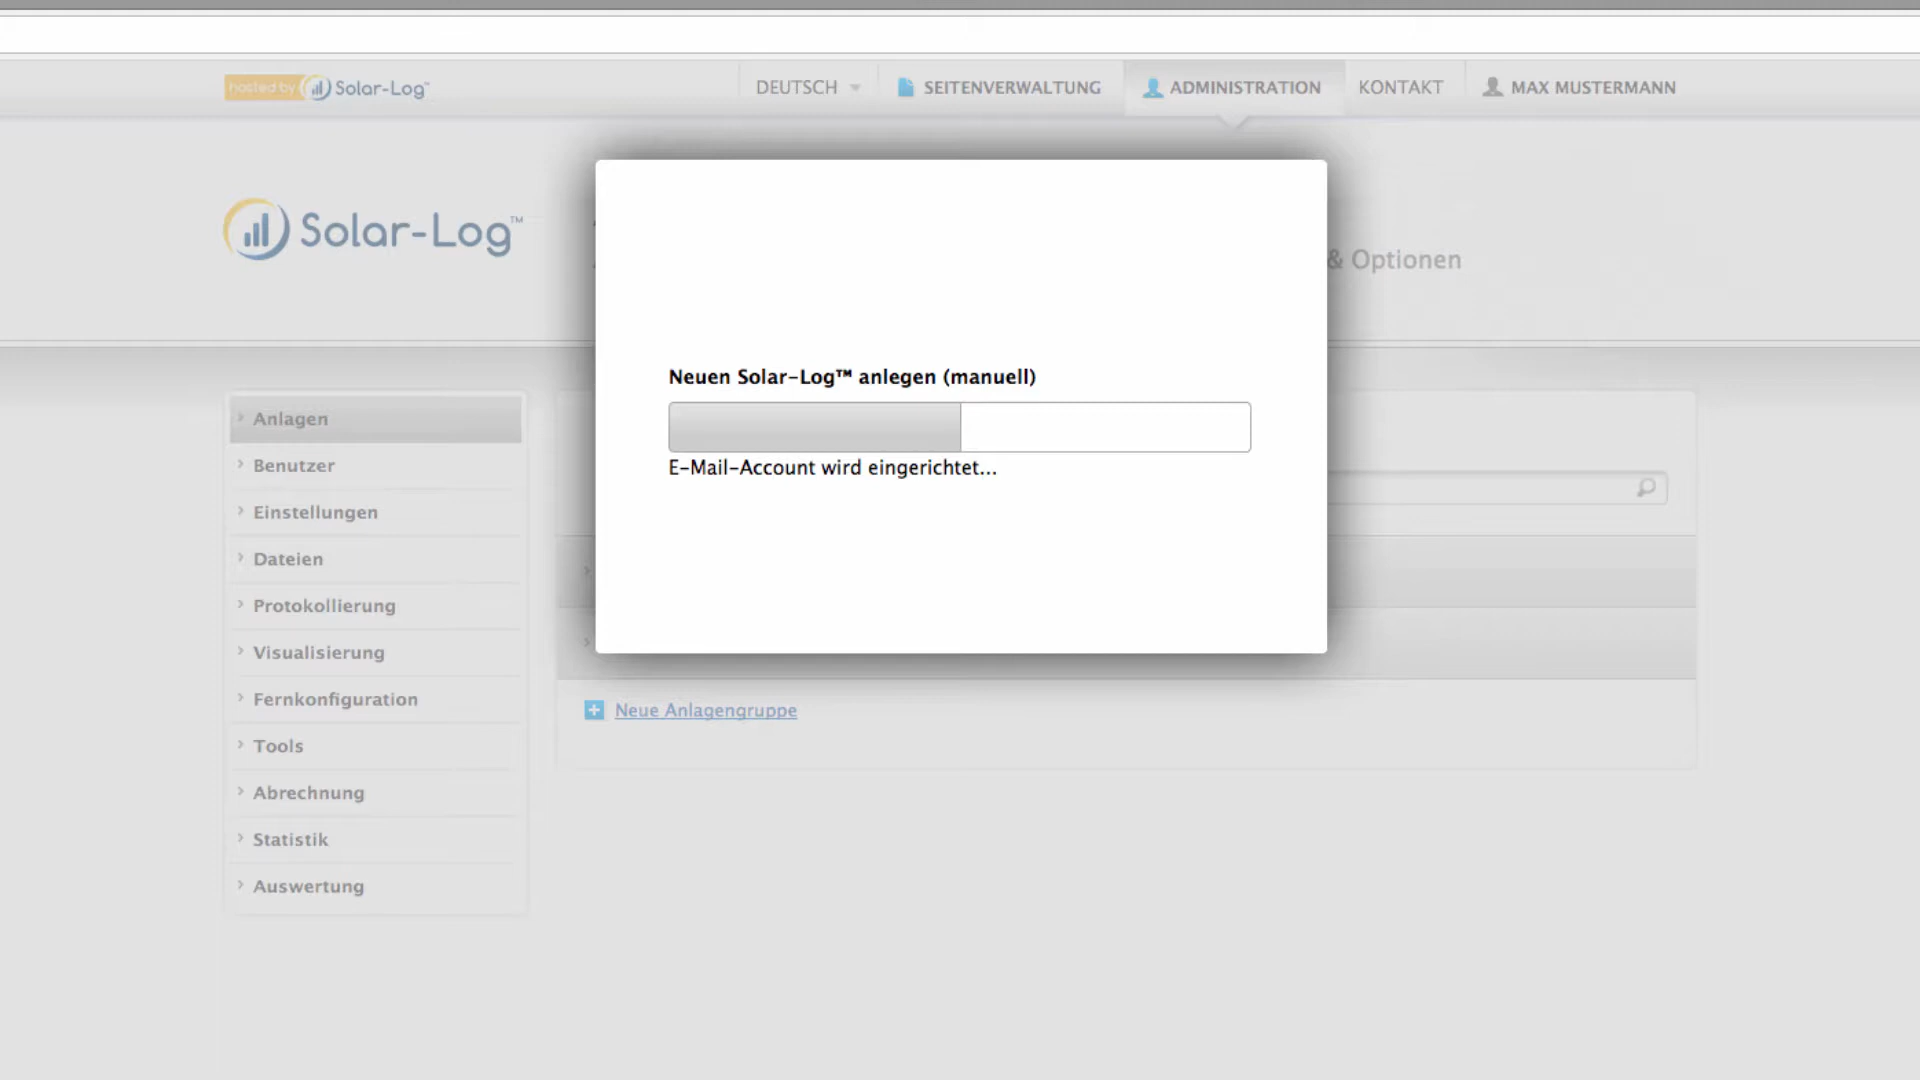 hosted by Solar-Log™
DEUTSCH
SEITENVERWALTUNG
ADMINISTRATION
KONTAKT
MAX MUSTERMANN
Solar-Log™
& Optionen
Neuen Solar-Log™ anlegen (manuell)
E-Mail-Account wird eingerichtet...
Anlagen
Benutzer
Einstellungen
Dateien
Protokollierung
Visualisierung
Fernkonfiguration
Tools
Abrechnung
Statistik
Auswertung
Neue Anlagengruppe